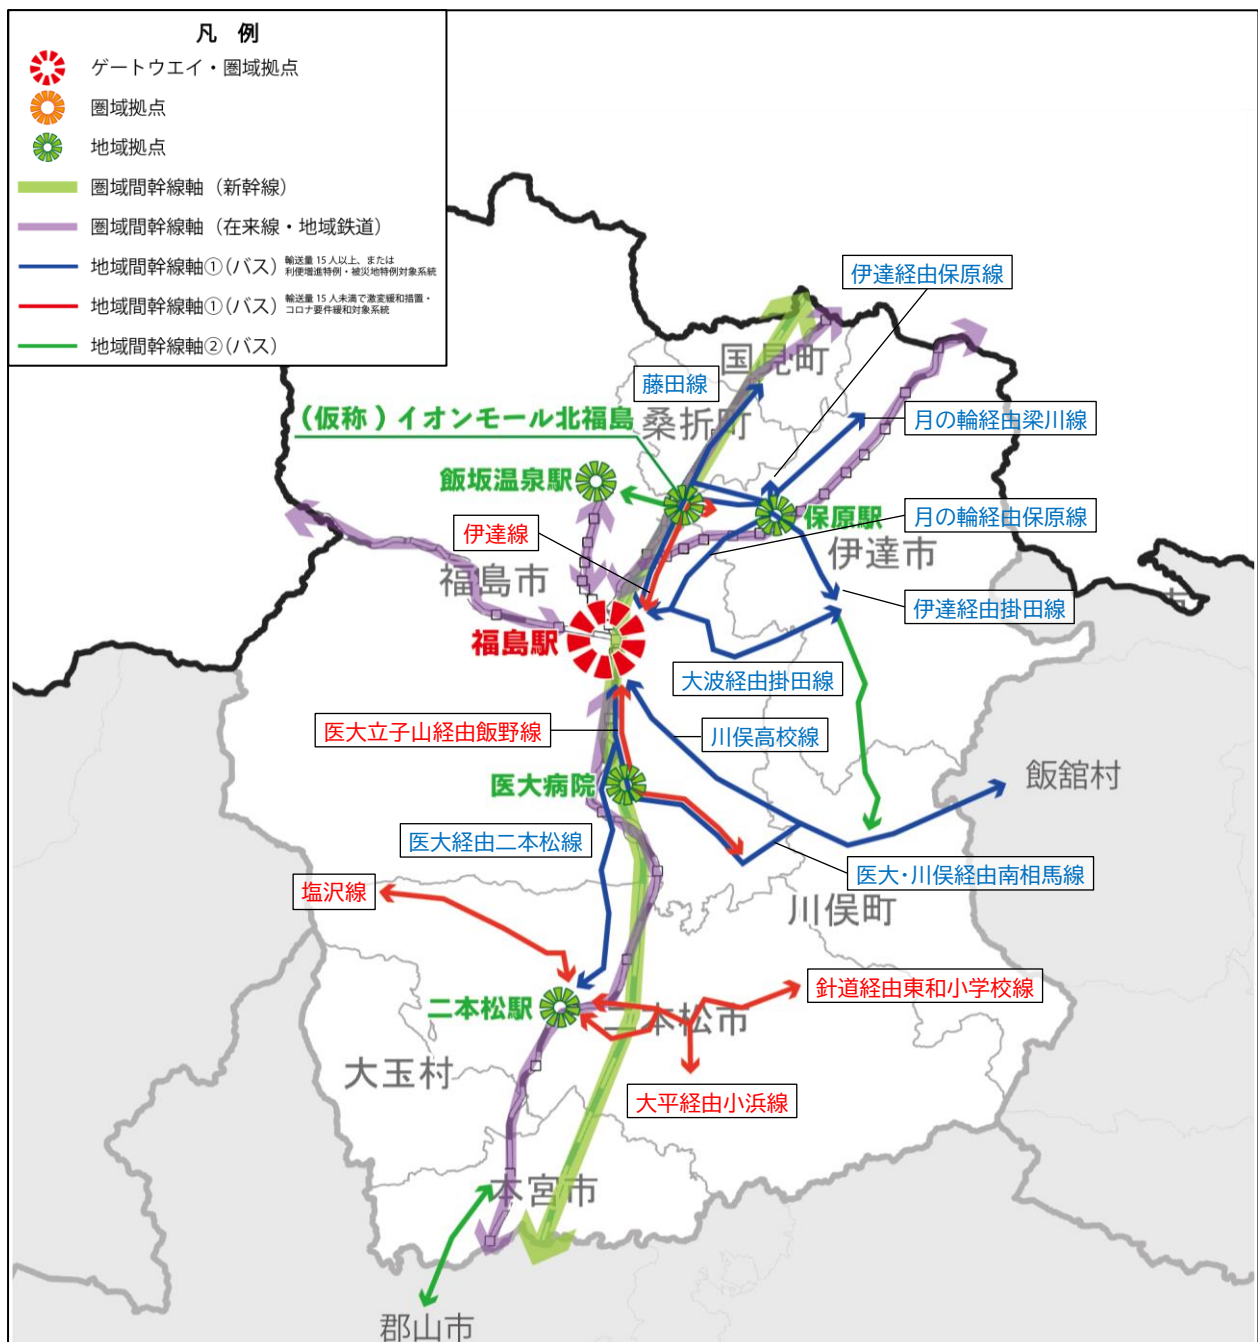 凡 例
ゲートウエイ・圏域拠点
圏域拠点
地域拠点
圏域間幹線軸（新幹線）
圏域間幹線軸（在来線・地域鉄道）
地域間幹線軸①(バス) 輸送量 15 人以上、または
利便増進特例・被災地特例対象系統
地域間幹線軸①(バス) 輸送量 15 人未満で激変緩和措置・
コロナ要件緩和対象系統
地域間幹線軸②(バス)
伊達経由保原線
国見町
藤田線
(仮称)イオンモール北福島
桑折町
月の輪経由梁川線
飯坂温泉駅
保原駅
月の輪経由保原線
伊達線
伊達市
福島市
伊達経由掛田線
福島駅
大波経由掛田線
医大立子山経由飯野線
川俣高校線
飯舘村
医大病院
医大経由二本松線
医大・川俣経由南相馬線
塩沢線
川俣町
針道経由東和小学校線
二本松駅
二本松市
大玉村
大平経由小浜線
本宮市
郡山市